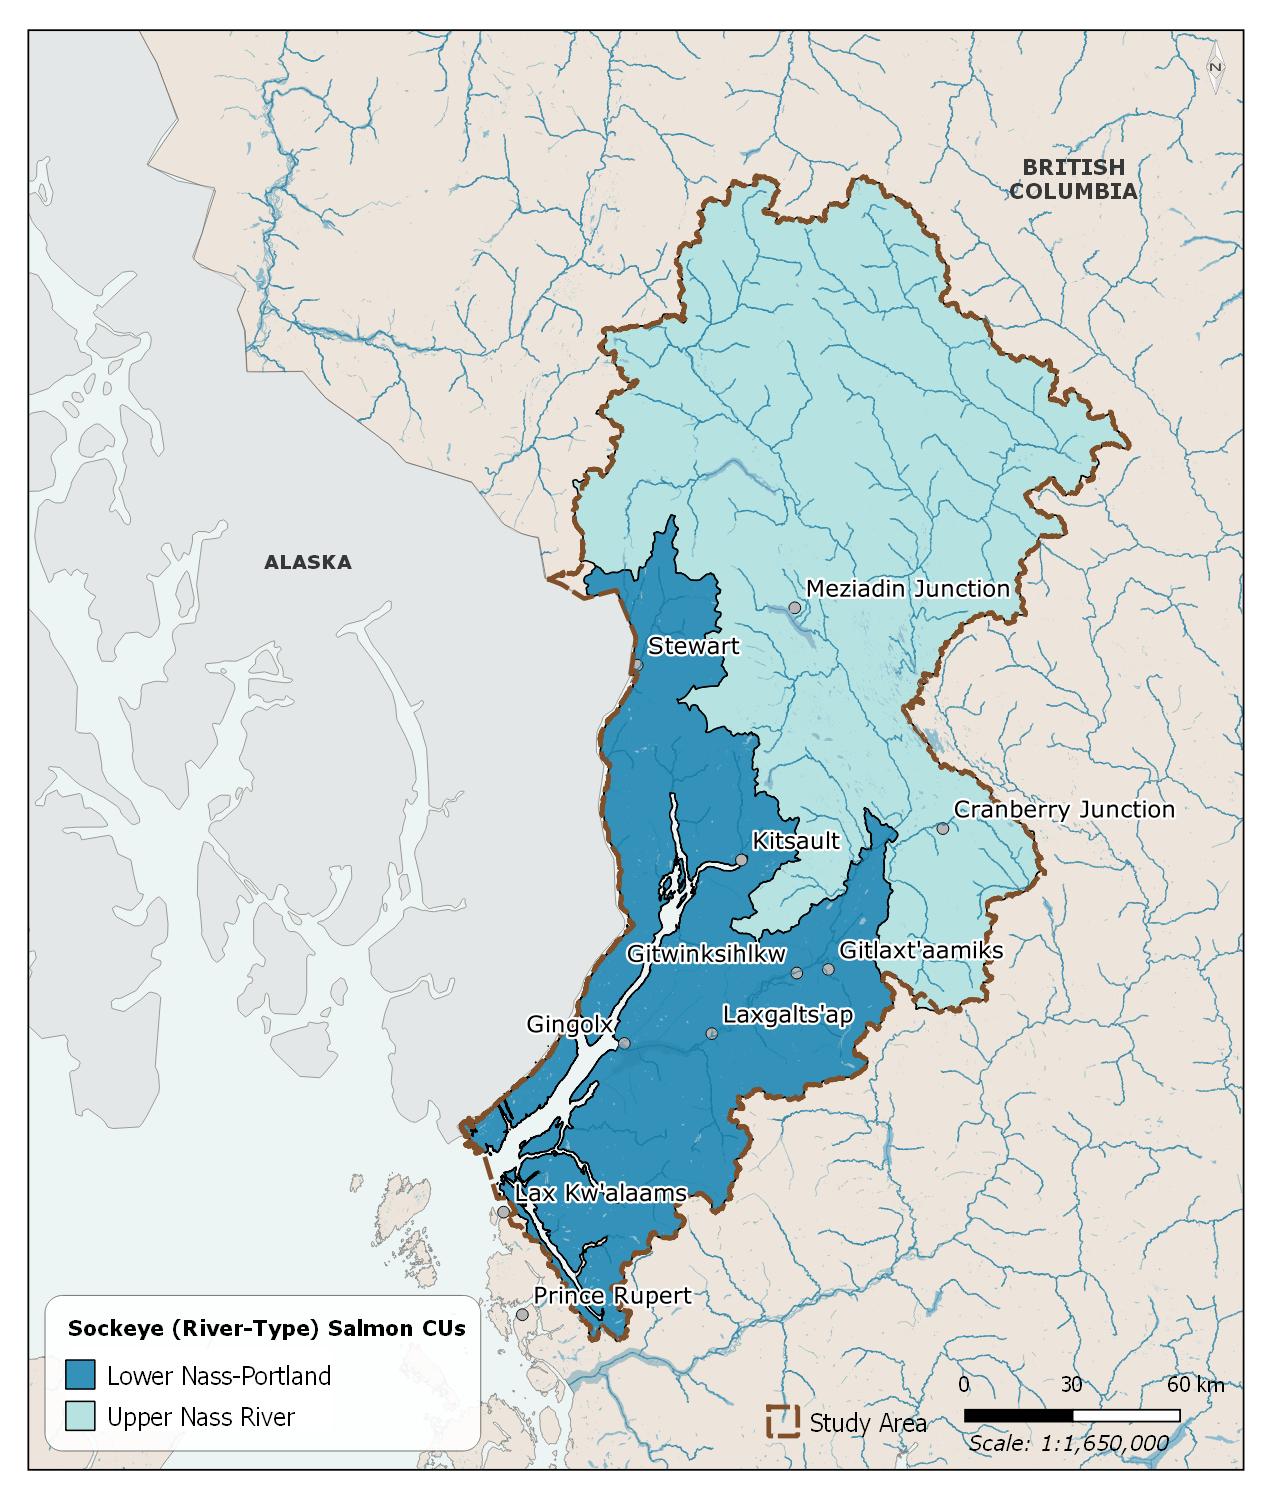 N
BRITISH
COLUMBIA
ALASKA
Meziadin Junction
Stewart
Cranberry Junction
Kitsault
Gitwinksihlkw
Gitlaxt'aamiks
Laxgalts'ap
Gingolx
Lax Kw'alaams
Prince Rupert
Sockeye (River-Type) Salmon CUs
Lower Nass-Portland
Upper Nass River
Study Area
0 30 60 km
Scale: 1:1,650,000